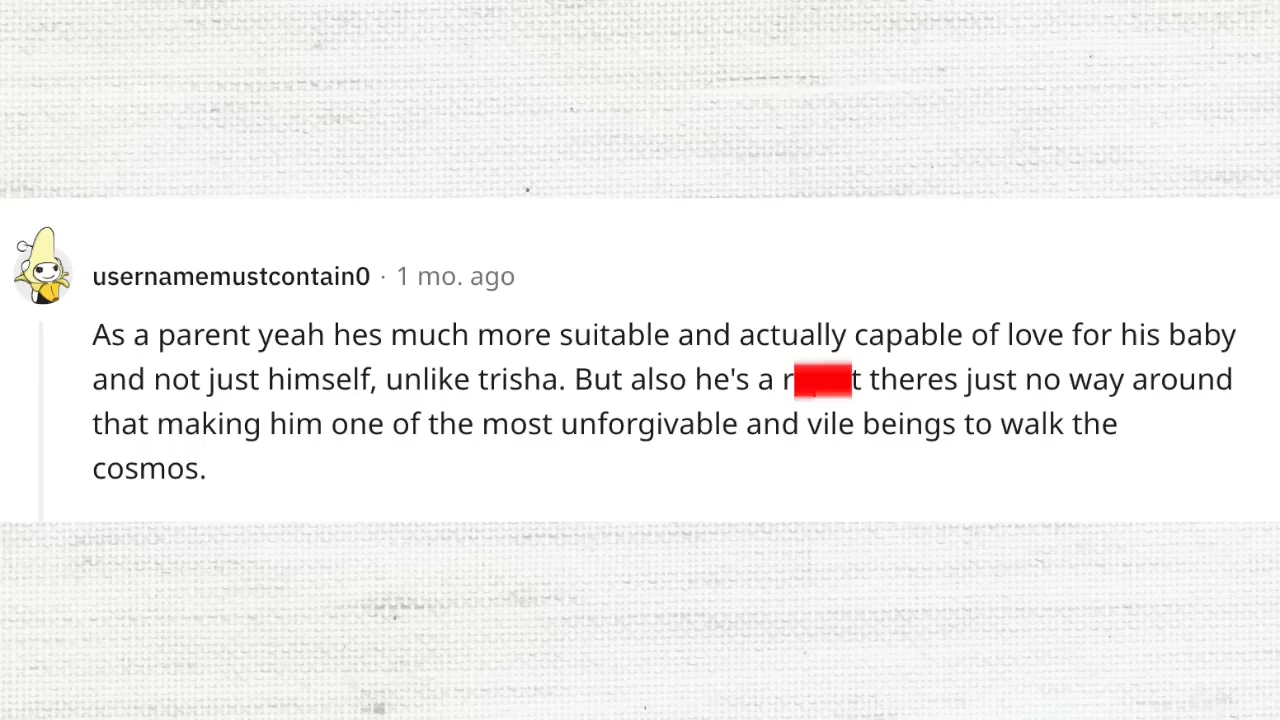 usernamemustcontain0 · 1 mo. ago
As a parent yeah hes much more suitable and actually capable of love for his baby
and not just himself, unlike trisha. But also he's a theres just no way around
that making him one of the most unforgivable and vile beings to walk the
cosmos.